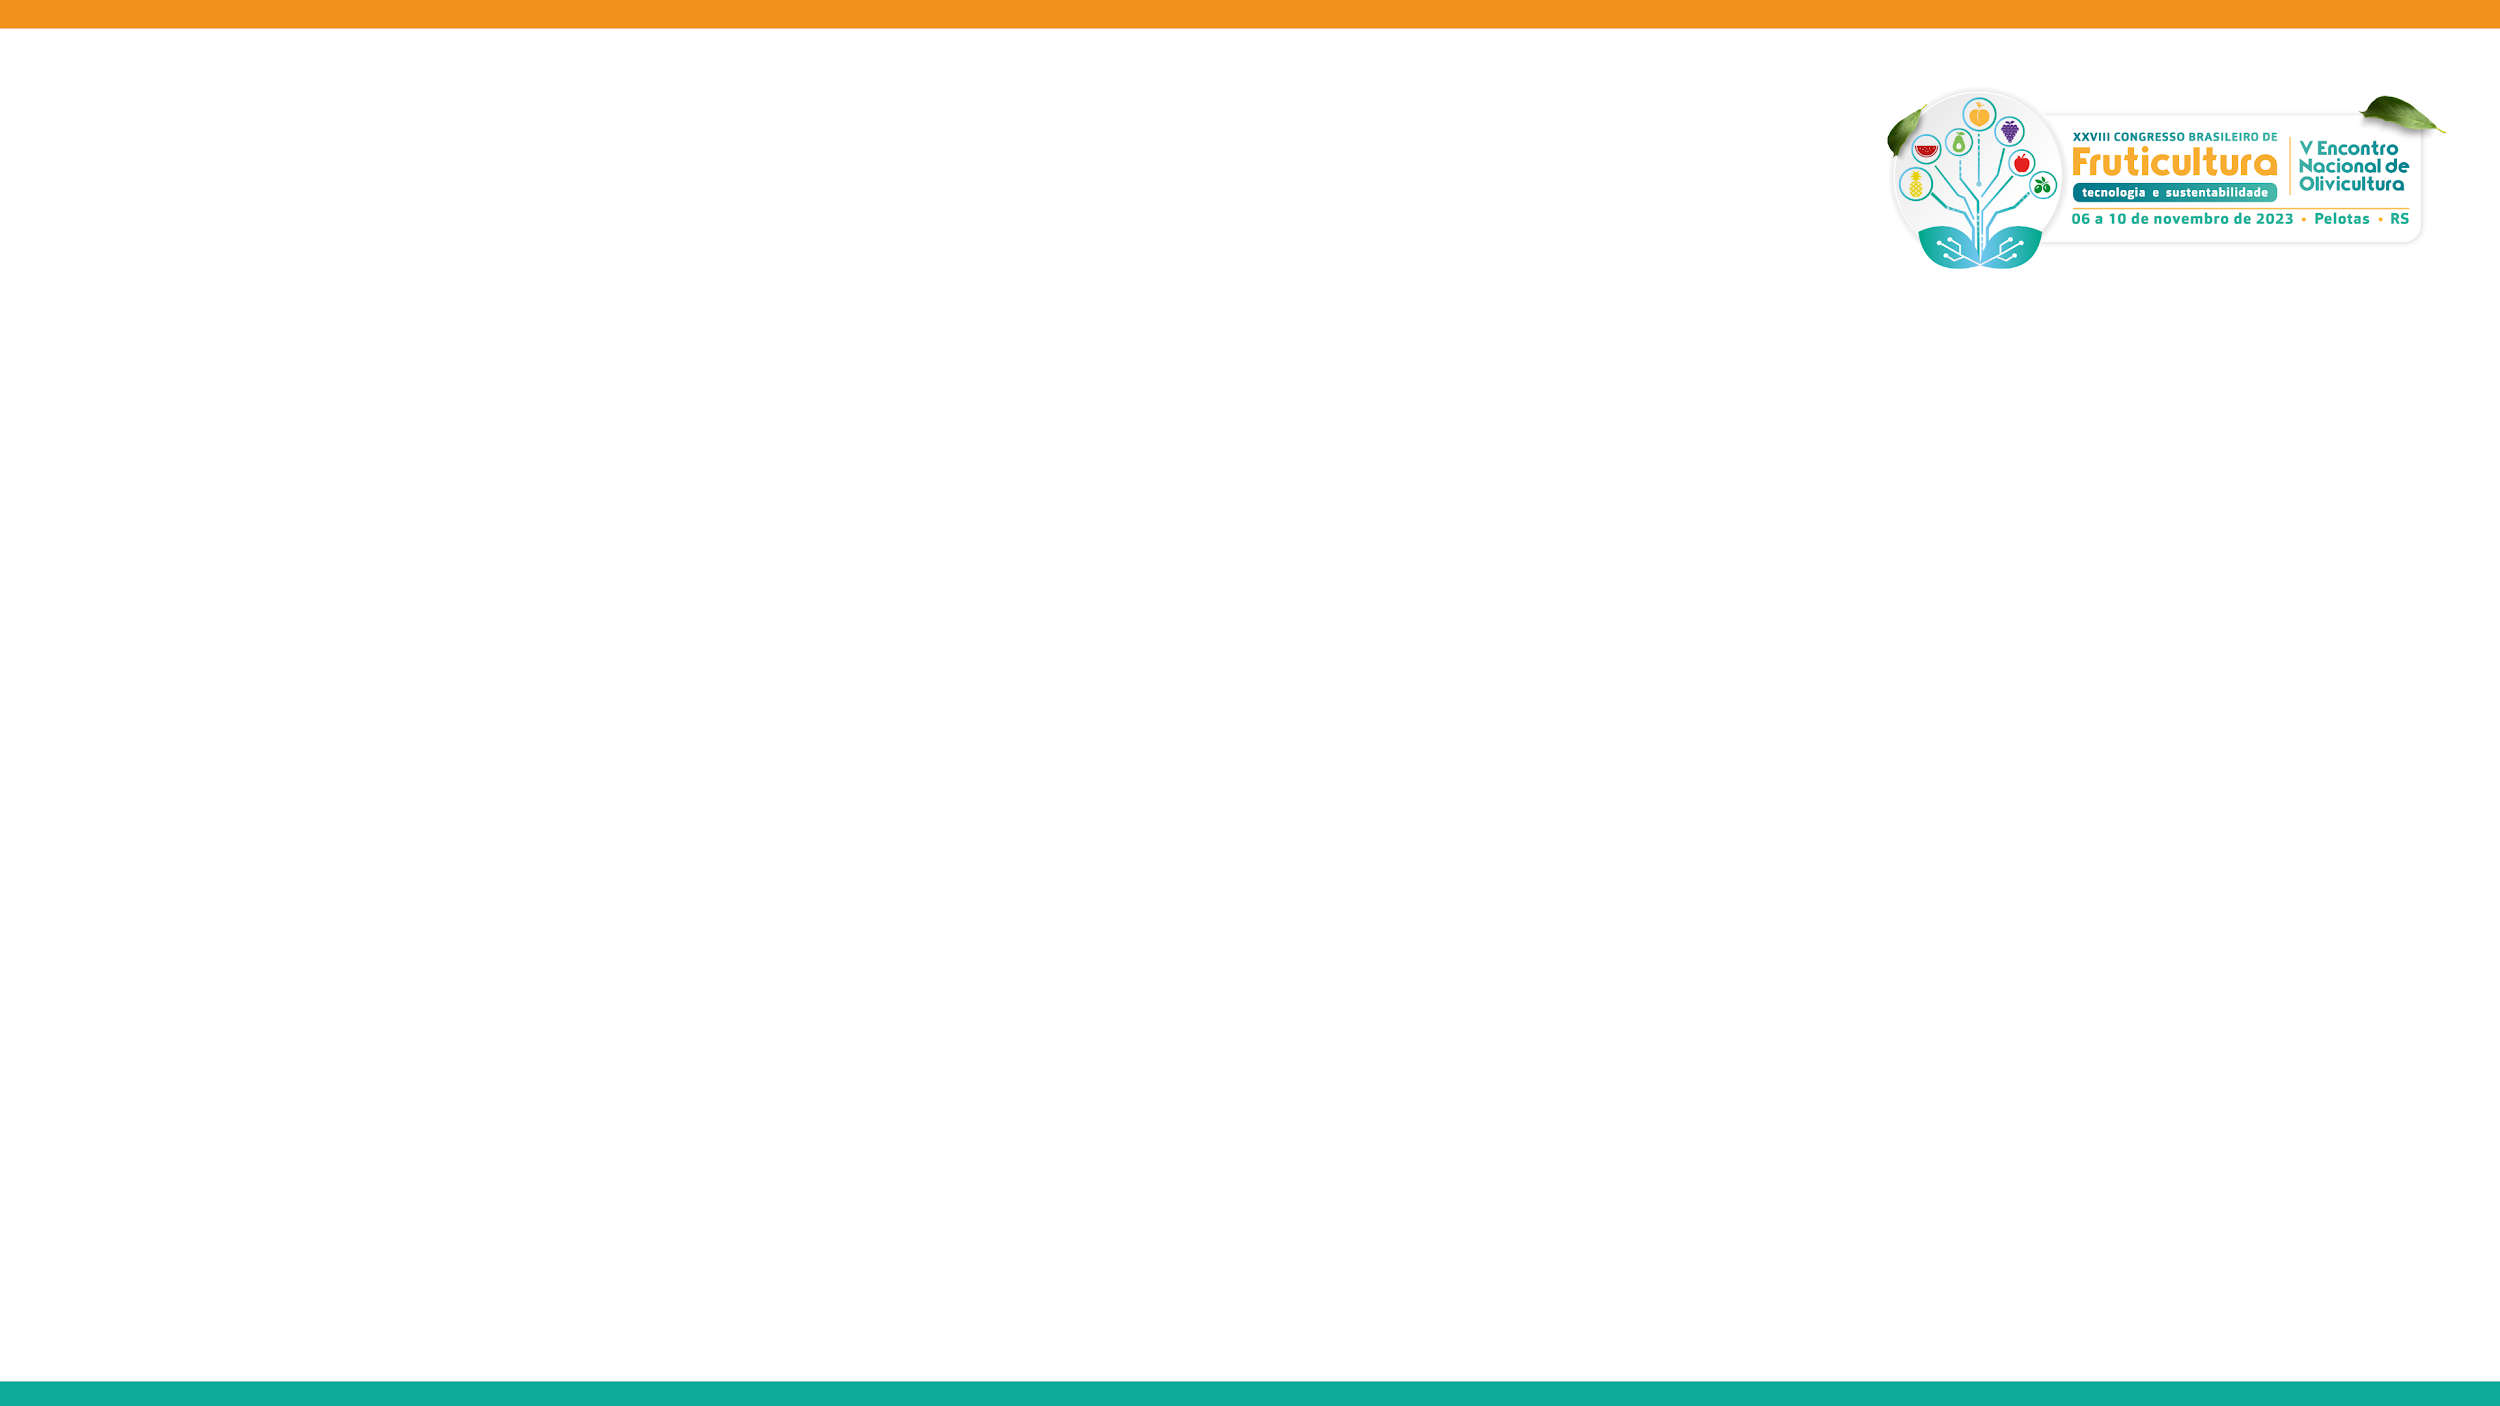 XXVIII CONGRESSO BRASILEIRO DE
Fruticultura
tecnologia e sustentabilidade
V Encontro
Nacional de
Olivicultura
06 a 10 de novembro de 2023 • Pelotas • RS